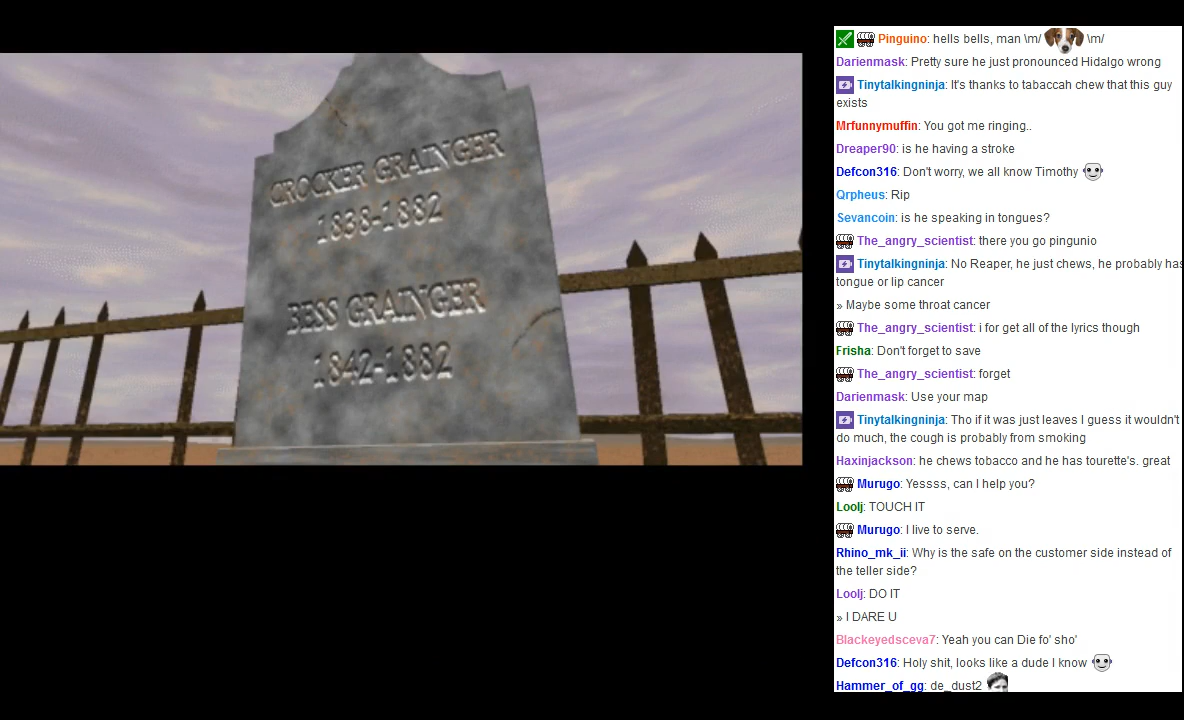 CROCKER GRAINGER
1838-1882
BESS GRAINGER
1842-1882
Pinguino: hells bells, man \m/ \m/
Darienmask: Pretty sure he just pronounced Hidalgo wrong
Tinytalkingninja: It's thanks to tabaccah chew that this guy
exists
Mrfunnymuffin: You got me ringing..
Dreaper90: is he having a stroke
Defcon316: Don't worry, we all know Timothy
Qrpheus: Rip
Sevancoin: is he speaking in tongues?
The_angry_scientist: there you go pingunio
Tinytalkingninja: No Reaper, he just chews, he probably has
tongue or lip cancer
» Maybe some throat cancer
The_angry_scientist: i for get all of the lyrics though
Frisha: Don't forget to save
The_angry_scientist: forget
Darienmask: Use your map
Tinytalkingninja: Tho if it was just leaves I guess it wouldn't
do much, the cough is probably from smoking
Haxinjackson: he chews tobacco and he has tourette's. great
Murugo: Yessss, can I help you?
Loolj: TOUCH IT
Murugo: I live to serve.
Rhino_mk_ii: Why is the safe on the customer side instead of
the teller side?
Loolj: DO IT
» I DARE U
Blackeyedsceva7: Yeah you can Die fo' sho'
Defcon316: Holy shit, looks like a dude I know
Hammer_of_gg: de_dust2